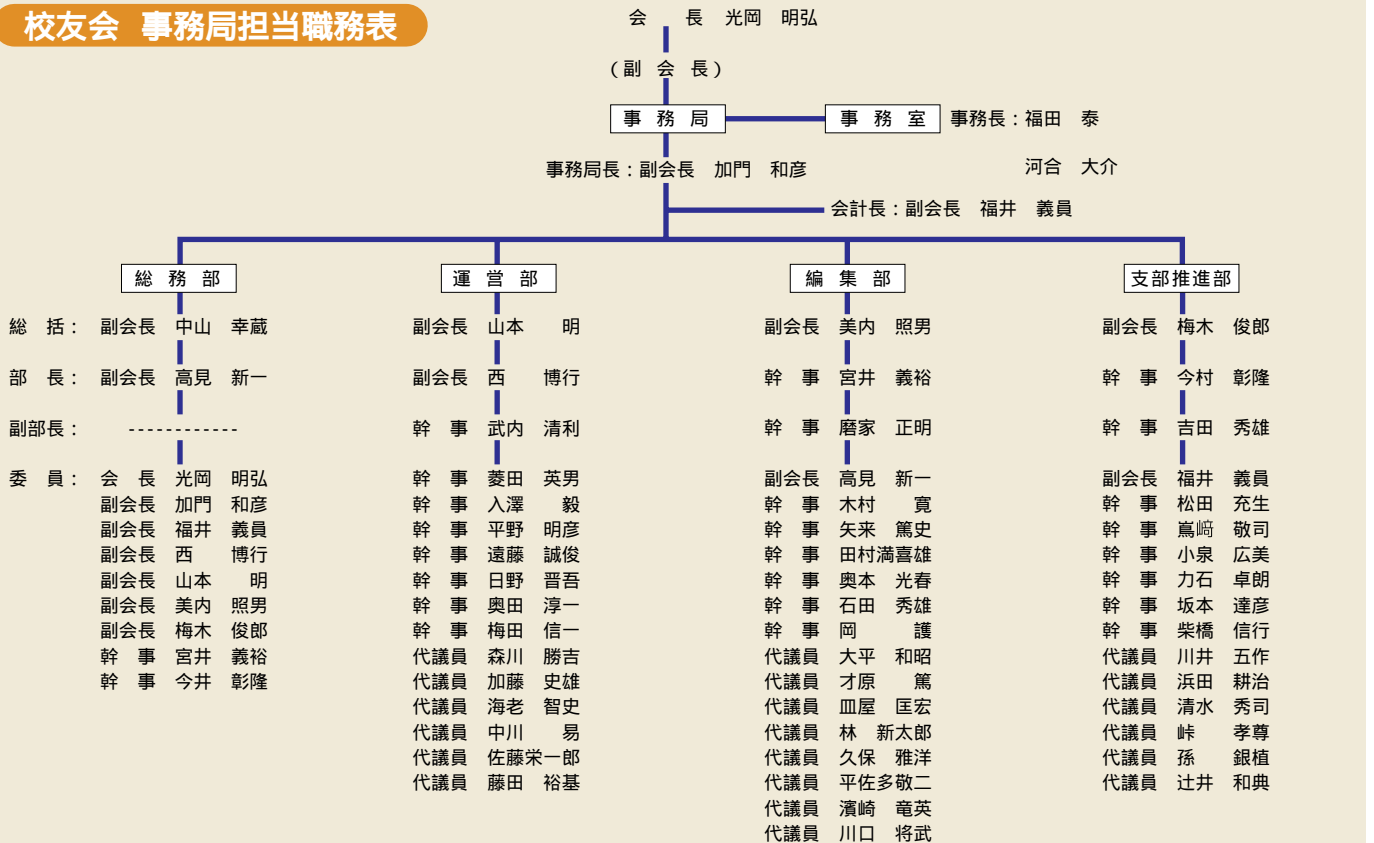 校友会 事務局担当職務表
会　長 光岡 明弘
(副 会 長)
事 務 局
事 務 室 事務長：福田 泰
事務局長：副会長 加門 和彦
河合 大介
会計長：副会長 福井 義員
総 務 部 運 営 部 編 集 部 支部推進部
総 括： 副会長 中山 幸蔵 副会長 山本 明 副会長 美内 照男 副会長 梅木 俊郎
部 長： 副会長 高見 新一 副会長 西 博行 幹 事 宮井 義裕 幹 事 今村 彰隆
副部長： ------------ 幹 事 武内 清利 幹 事 磨家 正明 幹 事 吉田 秀雄
委 員： 会 長 光岡 明弘 幹 事 菱田 英男 副会長 高見 新一 副会長 福井 義員
副会長 加門 和彦 幹 事 入澤 毅 幹 事 木村 寛 幹 事 松田 充生
副会長 福井 義員 幹 事 平野 明彦 幹 事 矢来 篤史 幹 事 嶌﨑 敬司
副会長 西 博行 幹 事 遠藤 誠俊 幹 事 田村満喜雄 幹 事 小泉 広美
副会長 山本 明 幹 事 日野 晋吾 幹 事 奥本 光春 幹 事 力石 卓朗
副会長 美内 照男 幹 事 奥田 淳一 幹 事 石田 秀雄 幹 事 坂本 達彦
副会長 梅木 俊郎 幹 事 梅田 信一 幹 事 岡 護 幹 事 柴橋 信行
幹 事 宮井 義裕 代議員 森川 勝吉 代議員 大平 和昭 代議員 川井 五作
幹 事 今井 彰隆 代議員 加藤 史雄 代議員 才原 篤 代議員 浜田 耕治
代議員 海老 智史 代議員 皿屋 匡宏 代議員 清水 秀司
代議員 中川 易 代議員 林 新太郎 代議員 峠 孝尊
代議員 佐藤栄一郎 代議員 久保 雅洋 代議員 孫 銀植
代議員 藤田 裕基 代議員 平佐多敬二 代議員 辻井 和典
代議員 濱崎 竜英
代議員 川口 将武